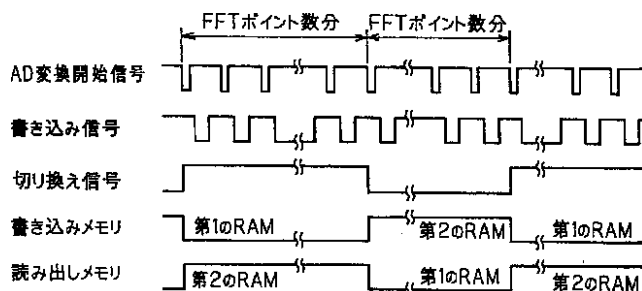 FFTポイント数分 FFTポイント数分
AD変換開始信号
書き込み信号
切り換え信号
書き込みメモリ 第1のRAM 第2のRAM 第1のRAM
読み出しメモリ 第2のRAM 第1のRAM 第2のRAM